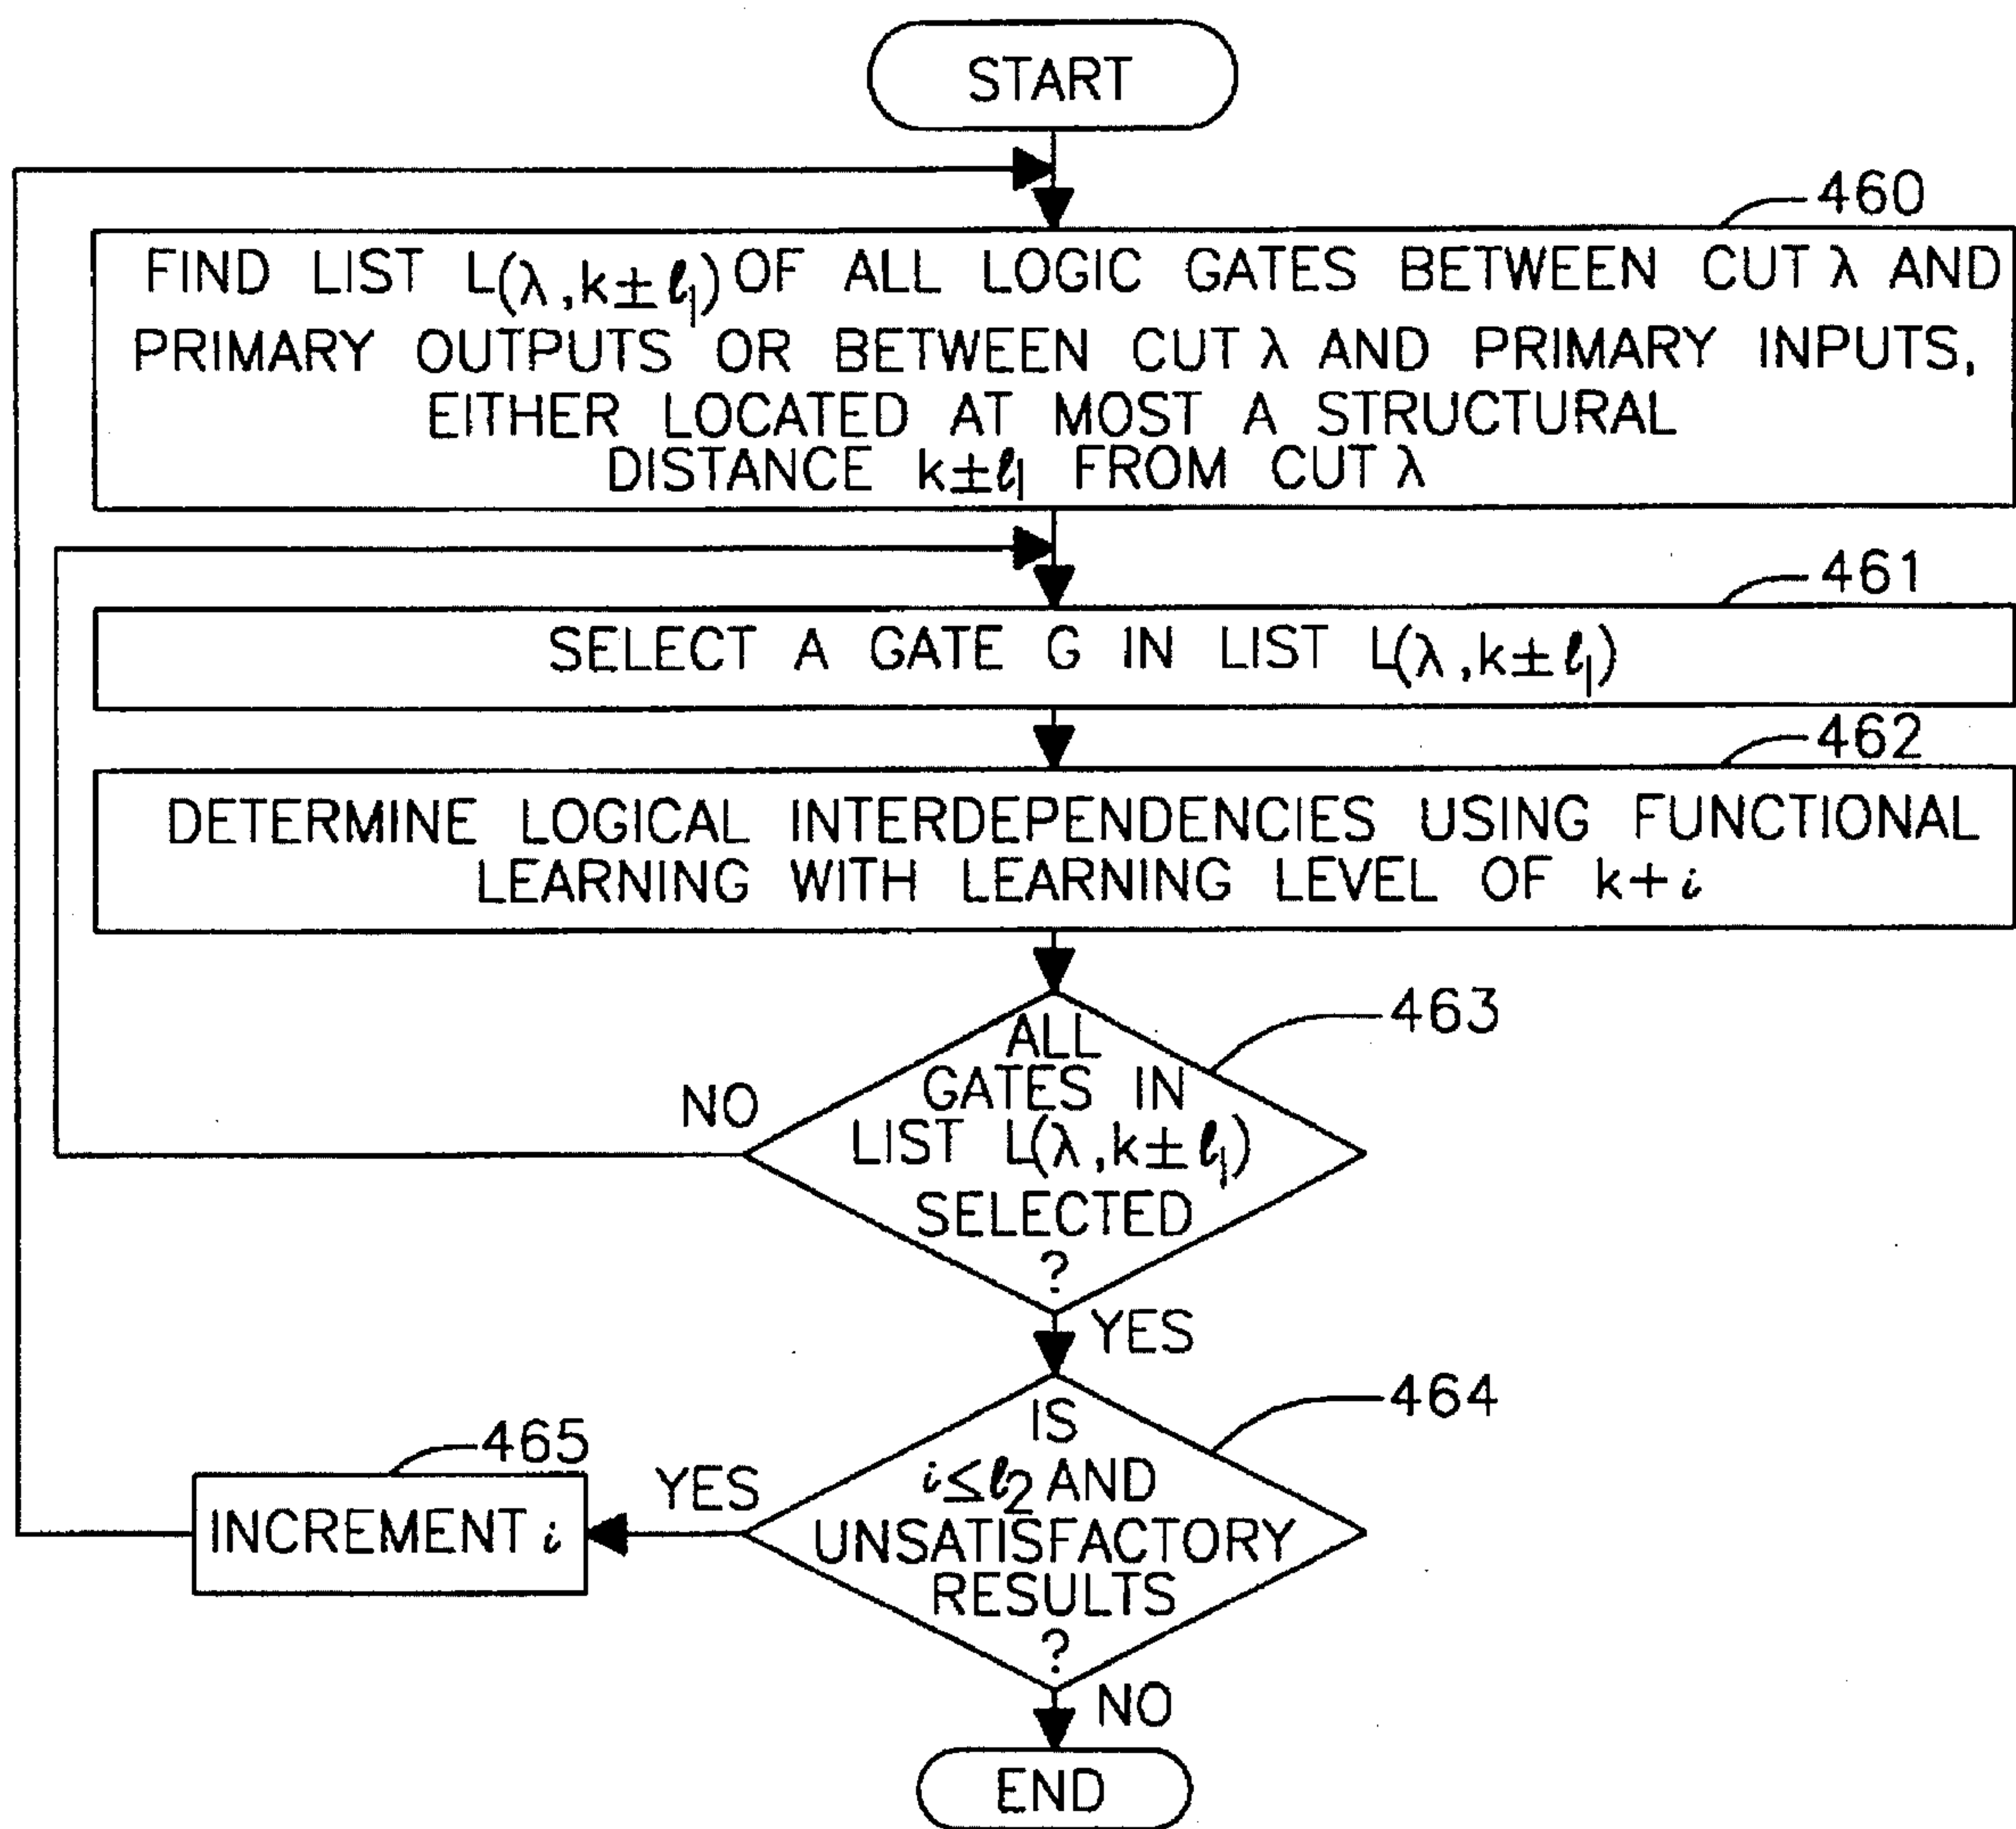 START
460
FIND LIST L(λ,k±ℓ₁) OF ALL LOGIC GATES BETWEEN CUT λ AND
PRIMARY OUTPUTS OR BETWEEN CUT λ AND PRIMARY INPUTS,
EITHER LOCATED AT MOST A STRUCTURAL
DISTANCE k±ℓ₁ FROM CUT λ
461
SELECT A GATE G IN LIST L(λ,k±ℓ₁)
462
DETERMINE LOGICAL INTERDEPENDENCIES USING FUNCTIONAL
LEARNING WITH LEARNING LEVEL OF k+i
463
ALL
GATES IN
LIST L(λ,k±ℓ₁)
SELECTED
?
NO
YES
464
IS
i≤ℓ₂ AND
UNSATISFACTORY
RESULTS
?
YES
465
INCREMENT i
NO
END